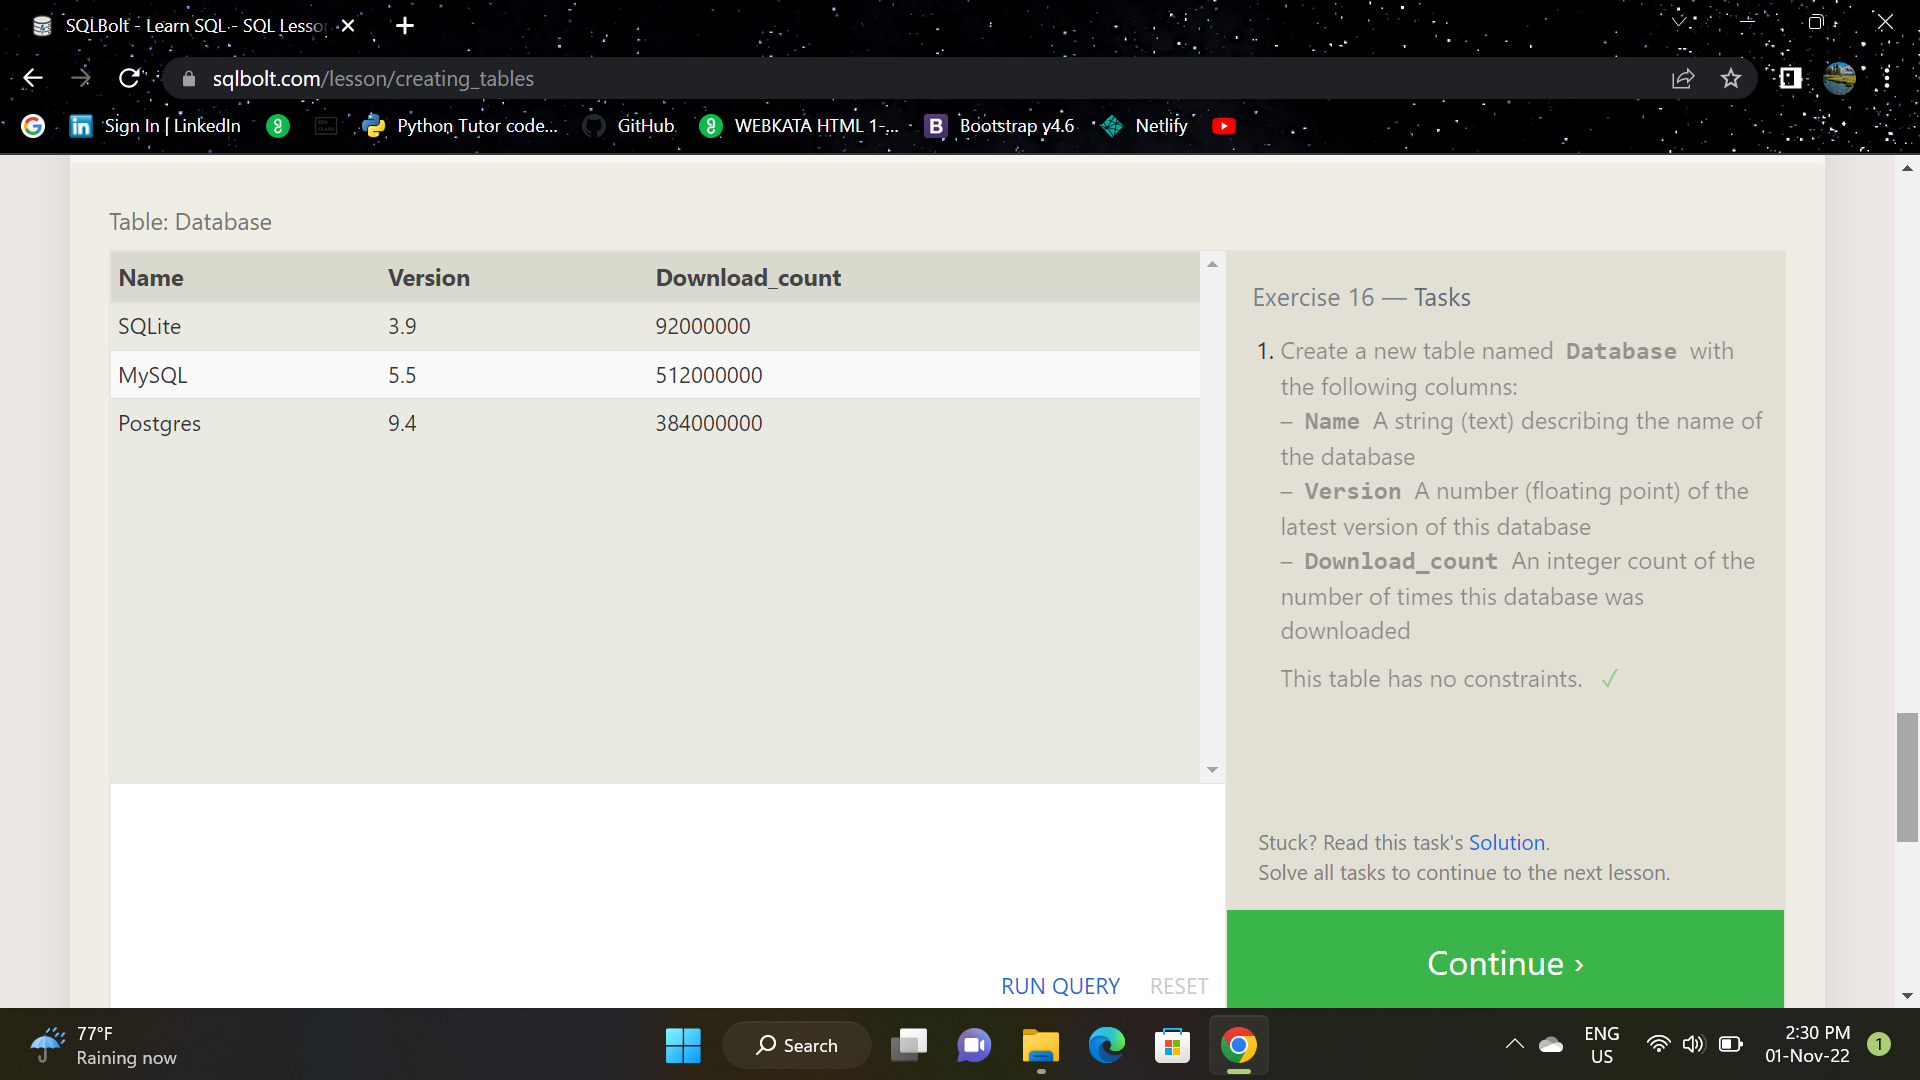 SQLBolt - Learn SQL - SQL Lesso
sqlbolt.com/lesson/creating_tables
Sign In | LinkedIn
Python Tutor code...
GitHub
WEBKATA HTML 1-...
B
Bootstrap v4.6
Netlify
Table: Database
Name Version Download_count
SQLite 3.9 92000000
MySQL 5.5 512000000
Postgres 9.4 384000000
RUN QUERY RESET
Exercise 16 — Tasks
1. Create a new table named Database with
the following columns:
– Name A string (text) describing the name of
the database
– Version A number (floating point) of the
latest version of this database
– Download_count An integer count of the
number of times this database was
downloaded
This table has no constraints. ✓
Stuck? Read this task's Solution.
Solve all tasks to continue to the next lesson.
Continue ›
77°F
Raining now
Search
ENG
US
2:30 PM
01-Nov-22
1